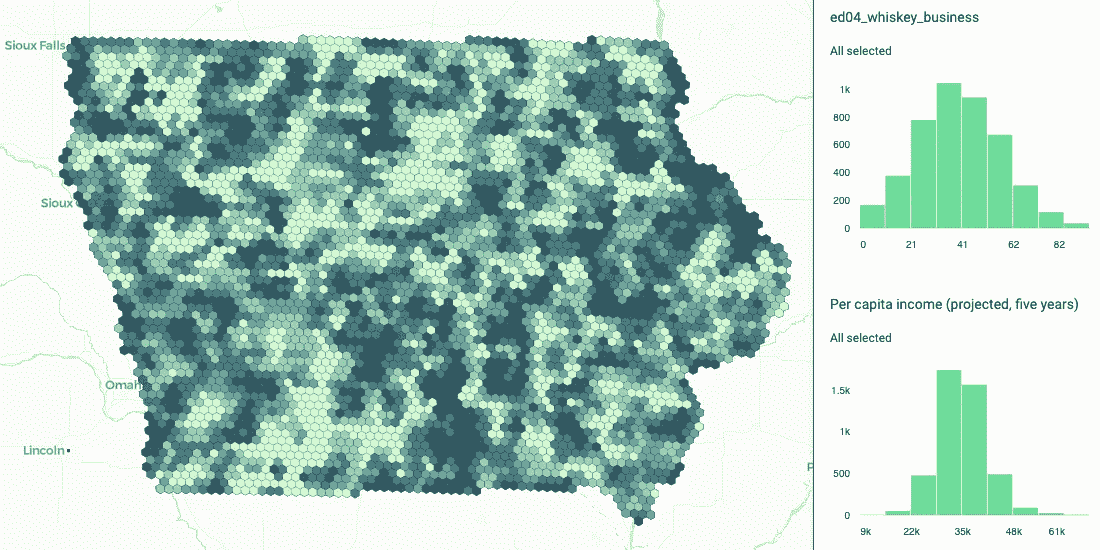 Sioux Falls
Sioux
Omah
Lincoln
P
ed04_whiskey_business
All selected
1k
800
600
400
200
0
0 21 41 62 82
Per capita income (projected, five years)
All selected
1.5k
1k
500
0
9k 22k 35k 48k 61k